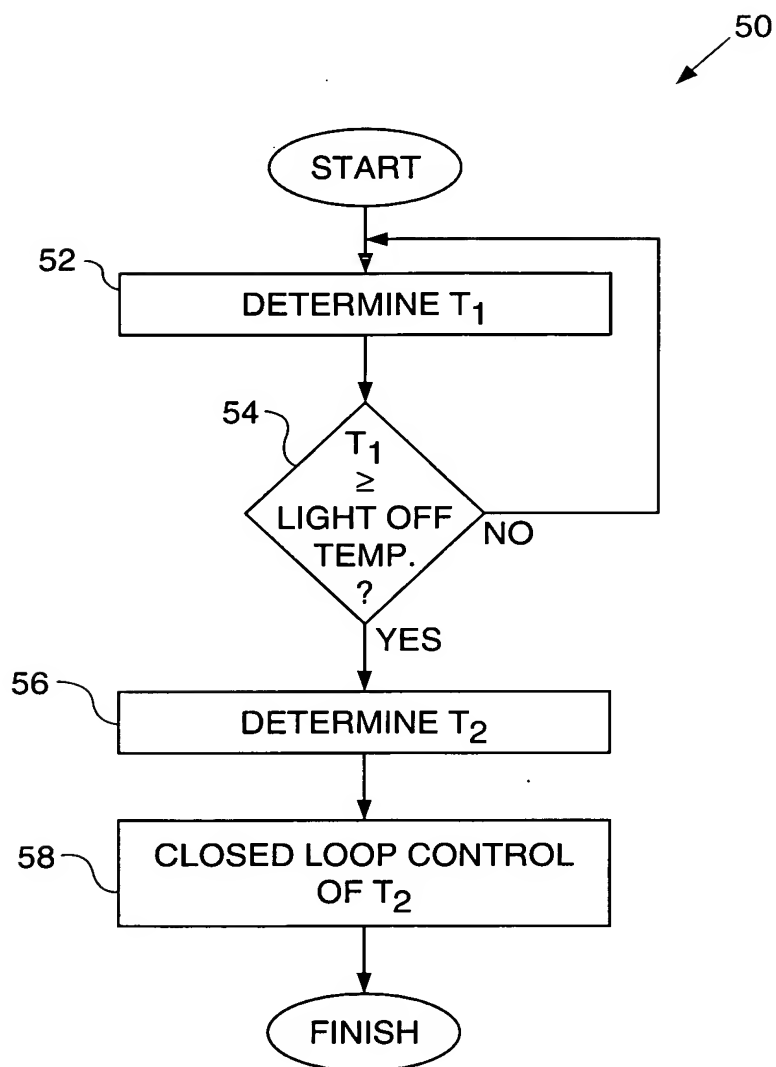 50
START
52
DETERMINE T1
54
T1
≥
LIGHT OFF
TEMP.
?
NO
YES
56
DETERMINE T2
58
CLOSED LOOP CONTROL
OF T2
FINISH